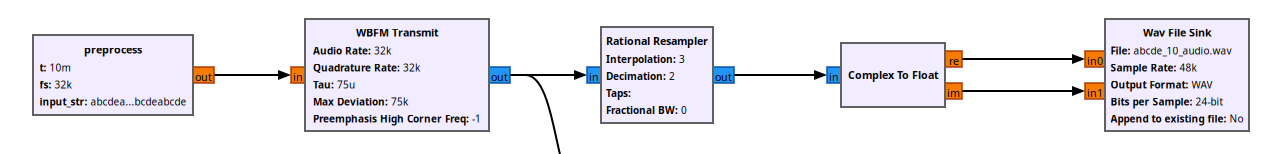 preprocess
t: 10m
fs: 32k
input_str: abcdea...bcdeabcde
out
in
WBFM Transmit
Audio Rate: 32k
Quadrature Rate: 32k
Tau: 75u
Max Deviation: 75k
Preemphasis High Corner Freq: -1
out
in
Rational Resampler
Interpolation: 3
Decimation: 2
Taps:
Fractional BW: 0
out
in
Complex To Float
re
im
in0
in1
Wav File Sink
File: abcde_10_audio.wav
Sample Rate: 48k
Output Format: WAV
Bits per Sample: 24-bit
Append to existing file: No